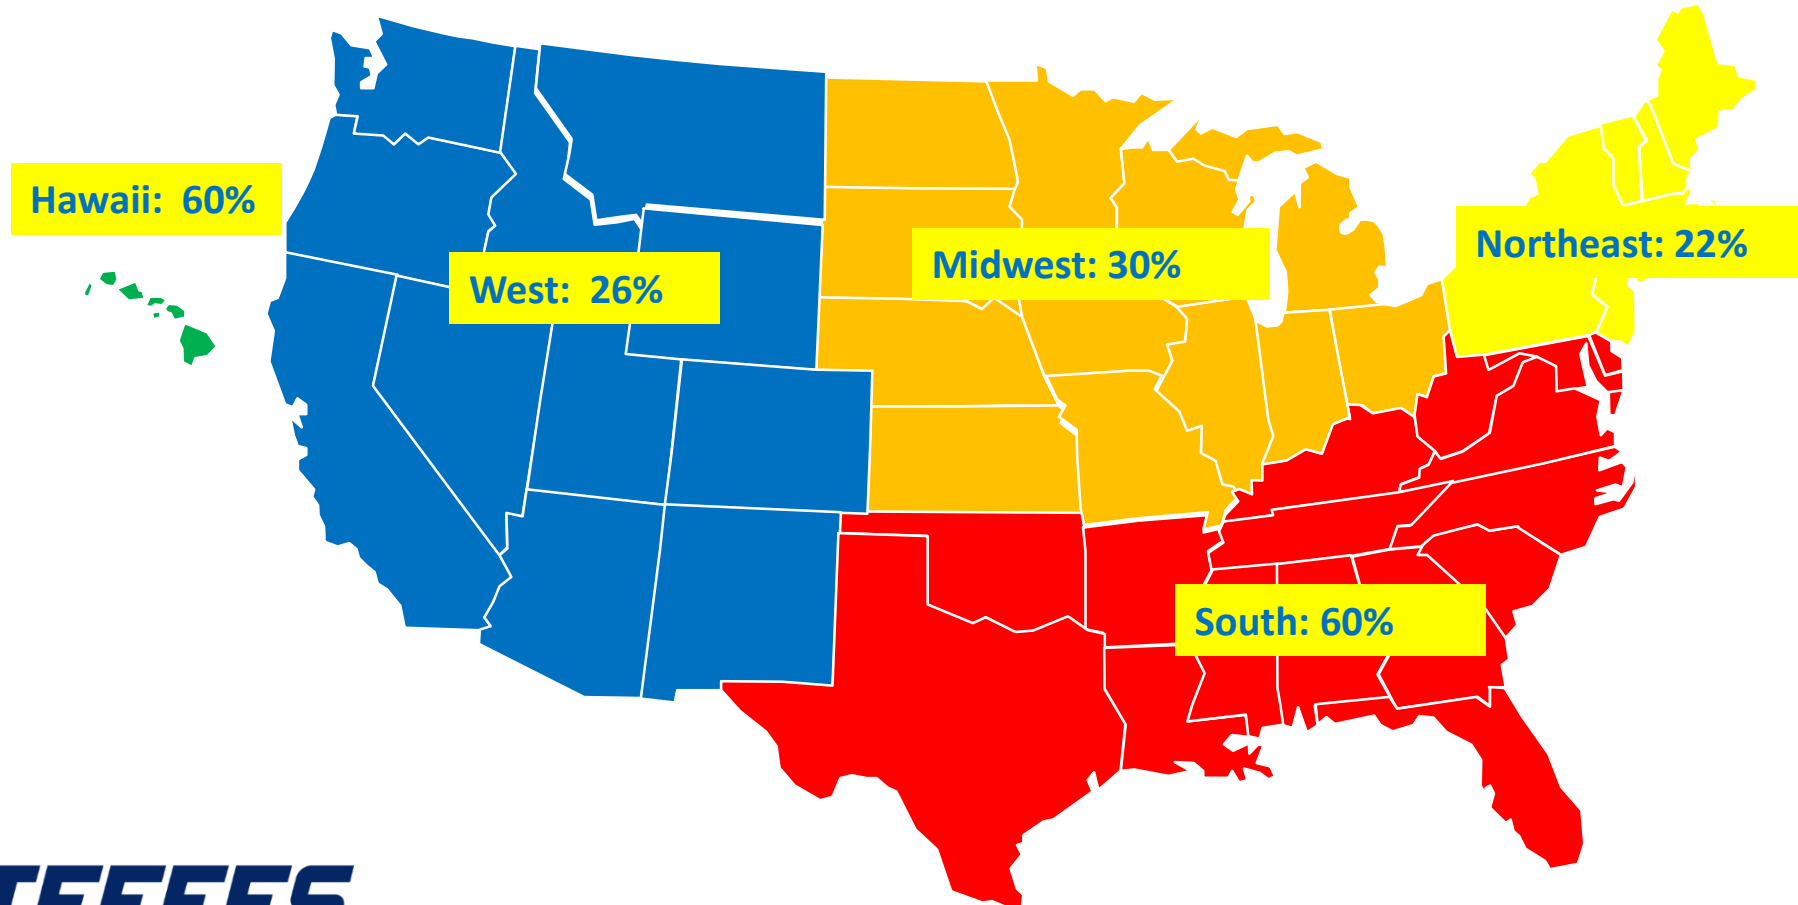 Hawaii: 60%
West: 26%
Midwest: 30%
Northeast: 22%
South: 60%